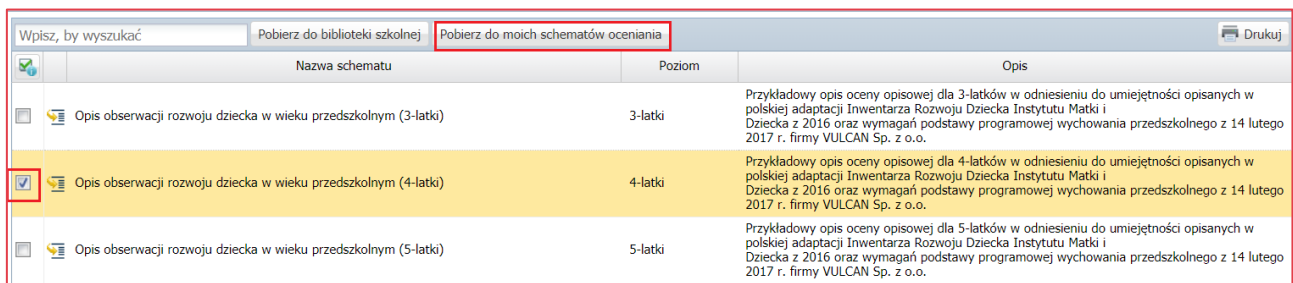 Wpisz, by wyszukać Pobierz do biblioteki szkolnej Pobierz do moich schematów oceniania Drukuj
Nazwa schematu Poziom Opis
Opis obserwacji rozwoju dziecka w wieku przedszkolnym (3-latki) 3-latki
Przykładowy opis oceny opisowej dla 3-latków w odniesieniu do umiejętności opisanych w
polskiej adaptacji Inwentarza Rozwoju Dziecka Instytutu Matki i
Dziecka z 2016 oraz wymagań podstawy programowej wychowania przedszkolnego z 14 lutego
2017 r. firmy VULCAN Sp. z o.o.
Opis obserwacji rozwoju dziecka w wieku przedszkolnym (4-latki) 4-latki
Przykładowy opis oceny opisowej dla 4-latków w odniesieniu do umiejętności opisanych w
polskiej adaptacji Inwentarza Rozwoju Dziecka Instytutu Matki i
Dziecka z 2016 oraz wymagań podstawy programowej wychowania przedszkolnego z 14 lutego
2017 r. firmy VULCAN Sp. z o.o.
Opis obserwacji rozwoju dziecka w wieku przedszkolnym (5-latki) 5-latki
Przykładowy opis oceny opisowej dla 5-latków w odniesieniu do umiejętności opisanych w
polskiej adaptacji Inwentarza Rozwoju Dziecka Instytutu Matki i
Dziecka z 2016 oraz wymagań podstawy programowej wychowania przedszkolnego z 14 lutego
2017 r. firmy VULCAN Sp. z o.o.